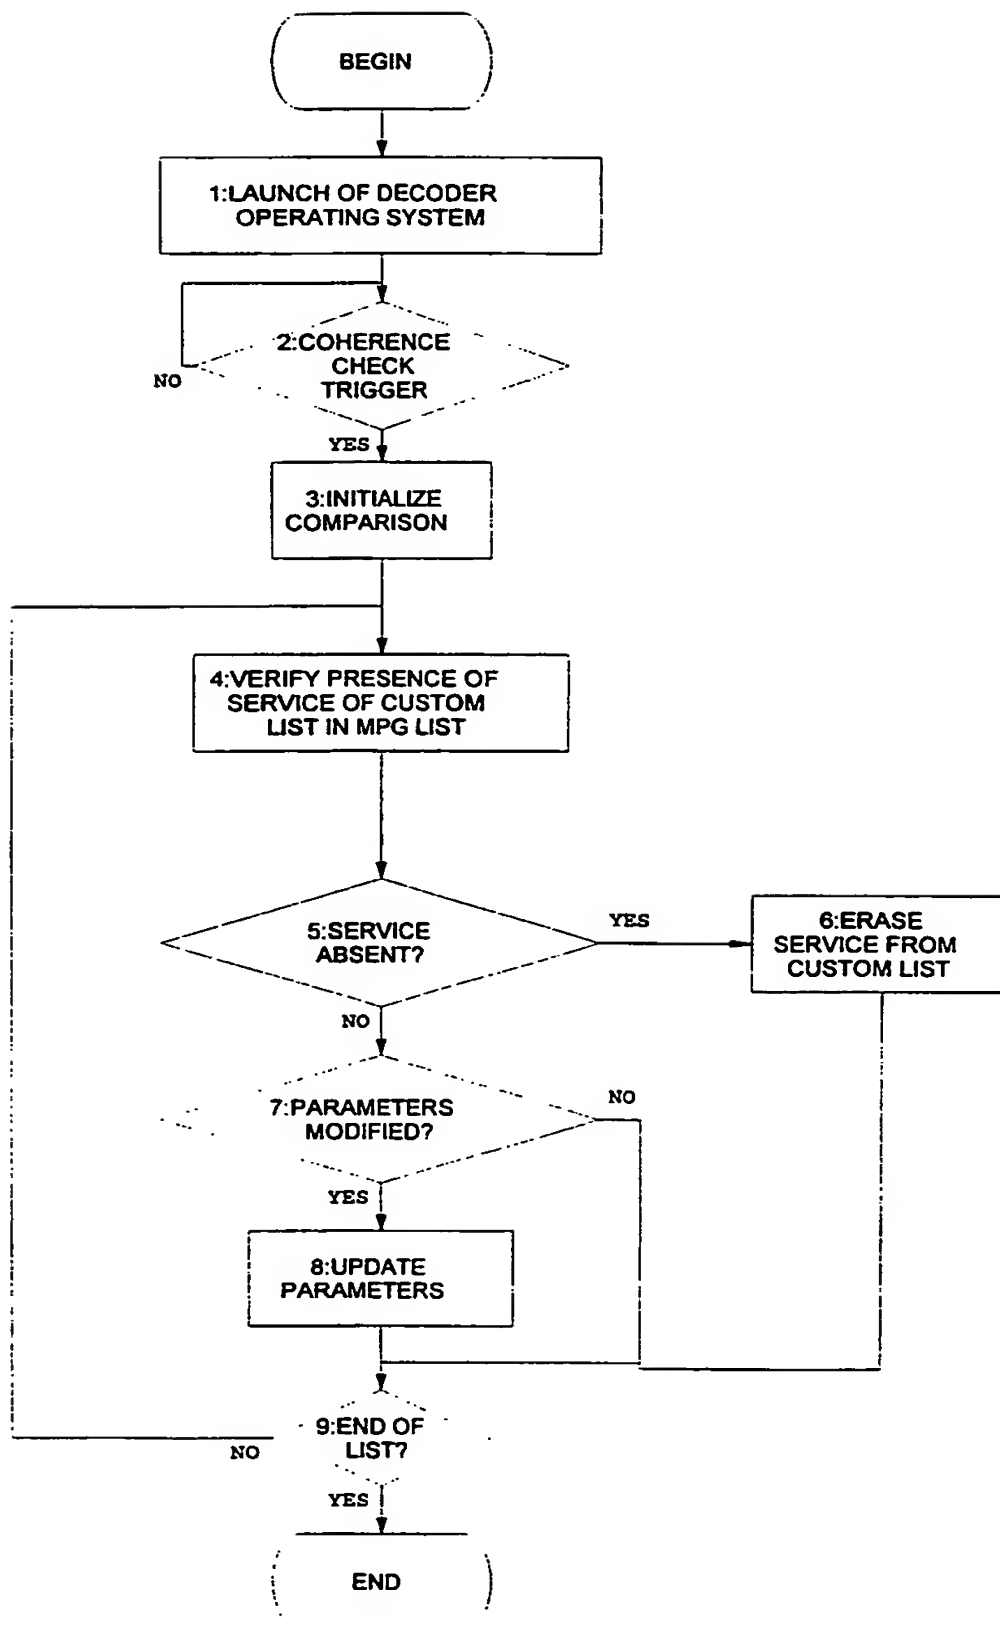 BEGIN
1:LAUNCH OF DECODER
OPERATING SYSTEM
2:COHERENCE
CHECK
TRIGGER
NO
YES
3:INITIALIZE
COMPARISON
4:VERIFY PRESENCE OF
SERVICE OF CUSTOM
LIST IN MPG LIST
5:SERVICE
ABSENT?
YES
6:ERASE
SERVICE FROM
CUSTOM LIST
NO
7:PARAMETERS
MODIFIED?
NO
YES
8:UPDATE
PARAMETERS
9:END OF
LIST?
NO
YES
END